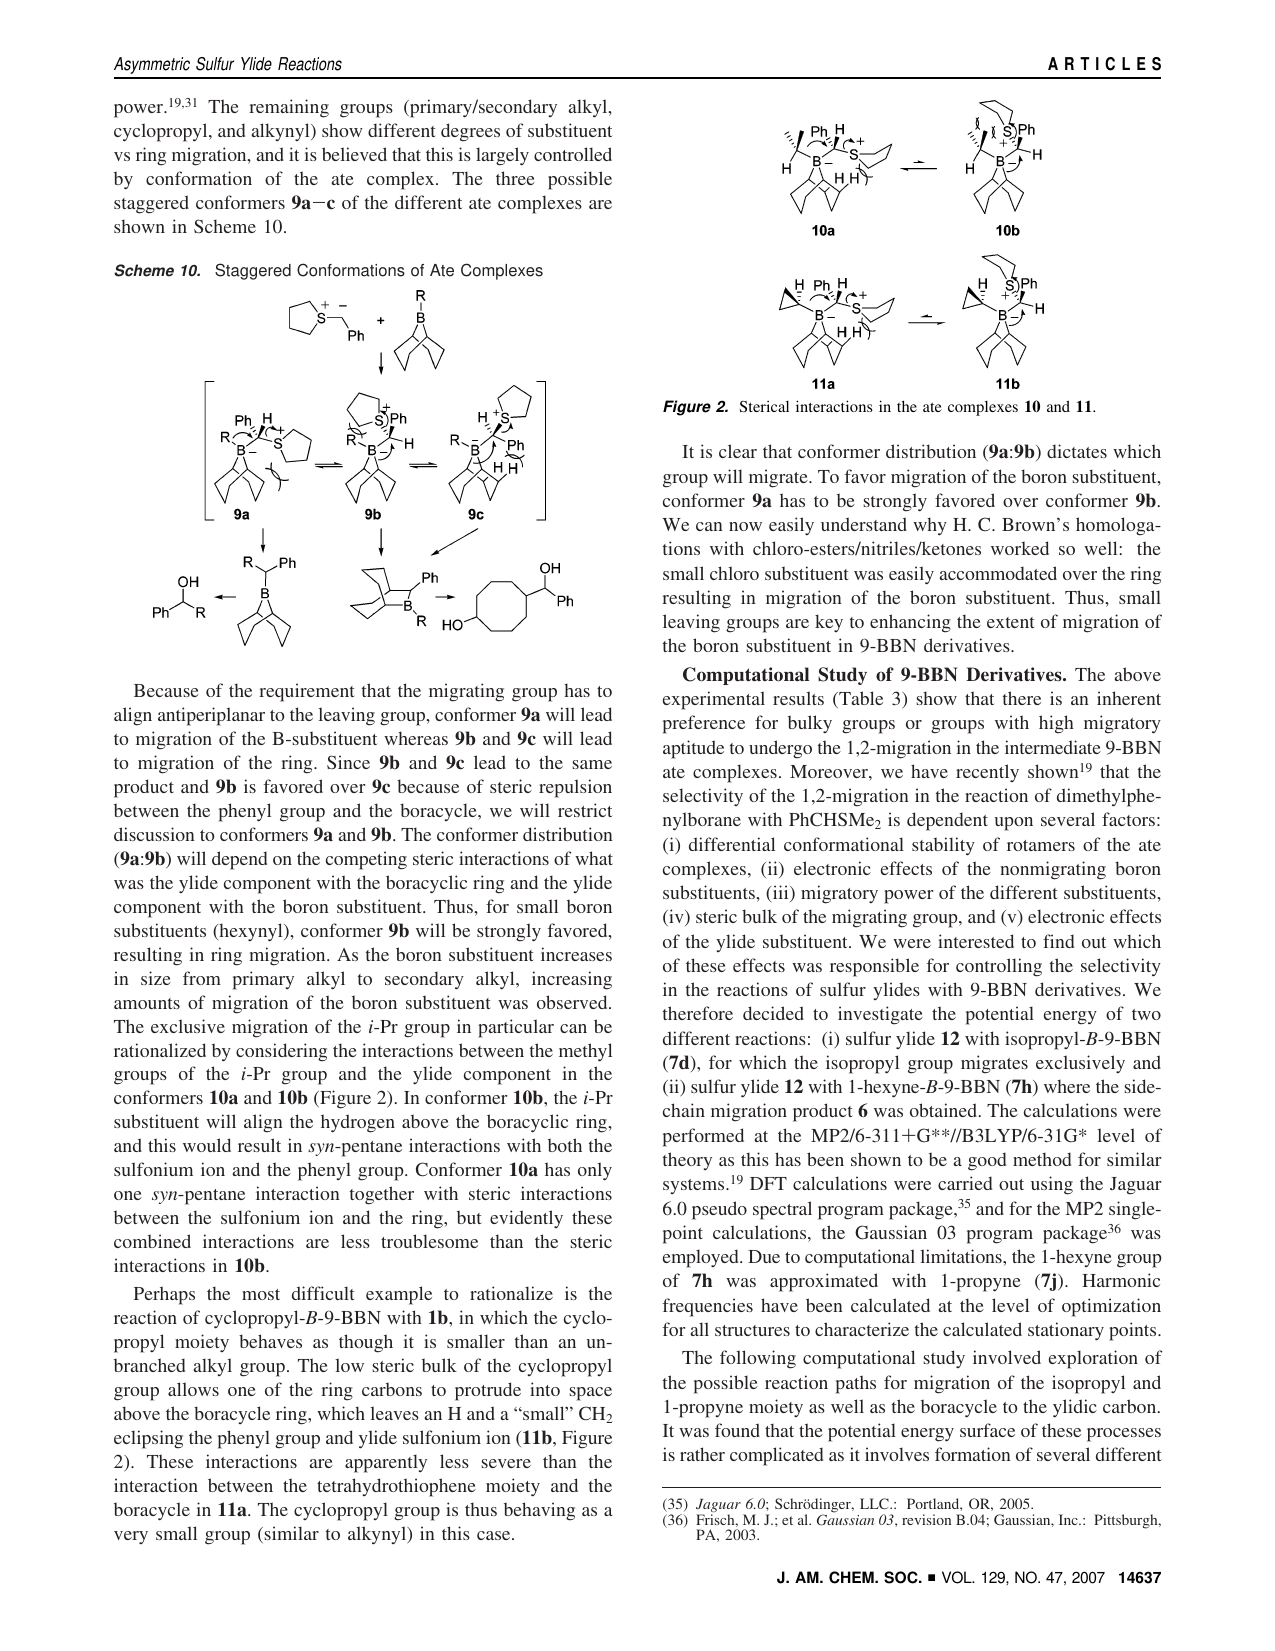 Asymmetric Sulfur Ylide Reactions
ARTICLES
power.19,31 The remaining groups (primary/secondary alkyl,
cyclopropyl, and alkynyl) show different degrees of substituent
vs ring migration, and it is believed that this is largely controlled
by conformation of the ate complex. The three possible
staggered conformers 9a−c of the different ate complexes are
shown in Scheme 10.
Scheme 10. Staggered Conformations of Ate Complexes
S + − Ph + R B
Ph H R B − S +
S + Ph R B − H
H S + R B − Ph H H
9a 9b 9c
R Ph B
OH Ph R
Ph B R
OH Ph HO
Because of the requirement that the migrating group has to
align antiperiplanar to the leaving group, conformer 9a will lead
to migration of the B-substituent whereas 9b and 9c will lead
to migration of the ring. Since 9b and 9c lead to the same
product and 9b is favored over 9c because of steric repulsion
between the phenyl group and the boracycle, we will restrict
discussion to conformers 9a and 9b. The conformer distribution
(9a:9b) will depend on the competing steric interactions of what
was the ylide component with the boracyclic ring and the ylide
component with the boron substituent. Thus, for small boron
substituents (hexynyl), conformer 9b will be strongly favored,
resulting in ring migration. As the boron substituent increases
in size from primary alkyl to secondary alkyl, increasing
amounts of migration of the boron substituent was observed.
The exclusive migration of the i-Pr group in particular can be
rationalized by considering the interactions between the methyl
groups of the i-Pr group and the ylide component in the
conformers 10a and 10b (Figure 2). In conformer 10b, the i-Pr
substituent will align the hydrogen above the boracyclic ring,
and this would result in syn-pentane interactions with both the
sulfonium ion and the phenyl group. Conformer 10a has only
one syn-pentane interaction together with steric interactions
between the sulfonium ion and the ring, but evidently these
combined interactions are less troublesome than the steric
interactions in 10b.
Perhaps the most difficult example to rationalize is the
reaction of cyclopropyl-B-9-BBN with 1b, in which the cyclo-
propyl moiety behaves as though it is smaller than an un-
branched alkyl group. The low steric bulk of the cyclopropyl
group allows one of the ring carbons to protrude into space
above the boracycle ring, which leaves an H and a “small” CH2
eclipsing the phenyl group and ylide sulfonium ion (11b, Figure
2). These interactions are apparently less severe than the
interaction between the tetrahydrothiophene moiety and the
boracycle in 11a. The cyclopropyl group is thus behaving as a
very small group (similar to alkynyl) in this case.
Ph H H B − S + H H
S + Ph H B − H
10a 10b
H Ph H B − S + H H
H S + Ph B − H
11a 11b
Figure 2. Sterical interactions in the ate complexes 10 and 11.
It is clear that conformer distribution (9a:9b) dictates which
group will migrate. To favor migration of the boron substituent,
conformer 9a has to be strongly favored over conformer 9b.
We can now easily understand why H. C. Brown’s homologa-
tions with chloro-esters/nitriles/ketones worked so well: the
small chloro substituent was easily accommodated over the ring
resulting in migration of the boron substituent. Thus, small
leaving groups are key to enhancing the extent of migration of
the boron substituent in 9-BBN derivatives.
Computational Study of 9-BBN Derivatives. The above
experimental results (Table 3) show that there is an inherent
preference for bulky groups or groups with high migratory
aptitude to undergo the 1,2-migration in the intermediate 9-BBN
ate complexes. Moreover, we have recently shown19 that the
selectivity of the 1,2-migration in the reaction of dimethylphe-
nylborane with PhCHSMe2 is dependent upon several factors:
(i) differential conformational stability of rotamers of the ate
complexes, (ii) electronic effects of the nonmigrating boron
substituents, (iii) migratory power of the different substituents,
(iv) steric bulk of the migrating group, and (v) electronic effects
of the ylide substituent. We were interested to find out which
of these effects was responsible for controlling the selectivity
in the reactions of sulfur ylides with 9-BBN derivatives. We
therefore decided to investigate the potential energy of two
different reactions: (i) sulfur ylide 12 with isopropyl-B-9-BBN
(7d), for which the isopropyl group migrates exclusively and
(ii) sulfur ylide 12 with 1-hexyne-B-9-BBN (7h) where the side-
chain migration product 6 was obtained. The calculations were
performed at the MP2/6-311+G**//B3LYP/6-31G* level of
theory as this has been shown to be a good method for similar
systems.19 DFT calculations were carried out using the Jaguar
6.0 pseudo spectral program package,35 and for the MP2 single-
point calculations, the Gaussian 03 program package36 was
employed. Due to computational limitations, the 1-hexyne group
of 7h was approximated with 1-propyne (7j). Harmonic
frequencies have been calculated at the level of optimization
for all structures to characterize the calculated stationary points.
The following computational study involved exploration of
the possible reaction paths for migration of the isopropyl and
1-propyne moiety as well as the boracycle to the ylidic carbon.
It was found that the potential energy surface of these processes
is rather complicated as it involves formation of several different
(35) Jaguar 6.0; Schrödinger, LLC.: Portland, OR, 2005.
(36) Frisch, M. J.; et al. Gaussian 03, revision B.04; Gaussian, Inc.: Pittsburgh,
PA, 2003.
J. AM. CHEM. SOC. ■ VOL. 129, NO. 47, 2007 14637